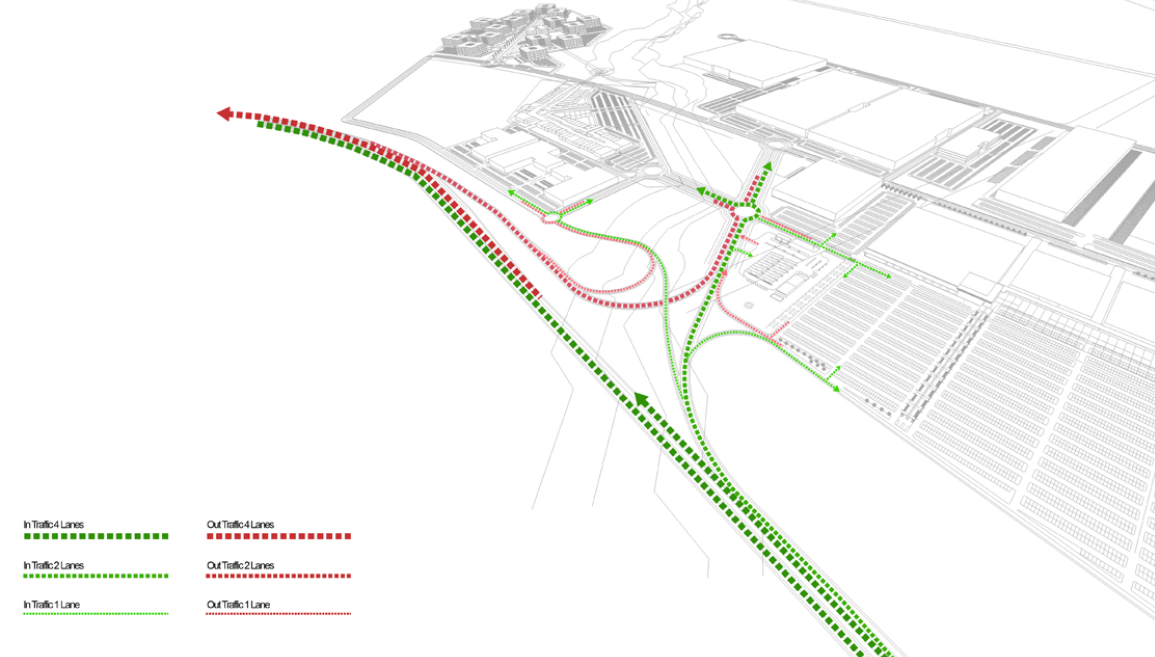 In Traffic 4 Lanes
Out Traffic 4 Lanes
In Traffic 2 Lanes
Out Traffic 2 Lanes
In Traffic 1 Lane
Out Traffic 1 Lane